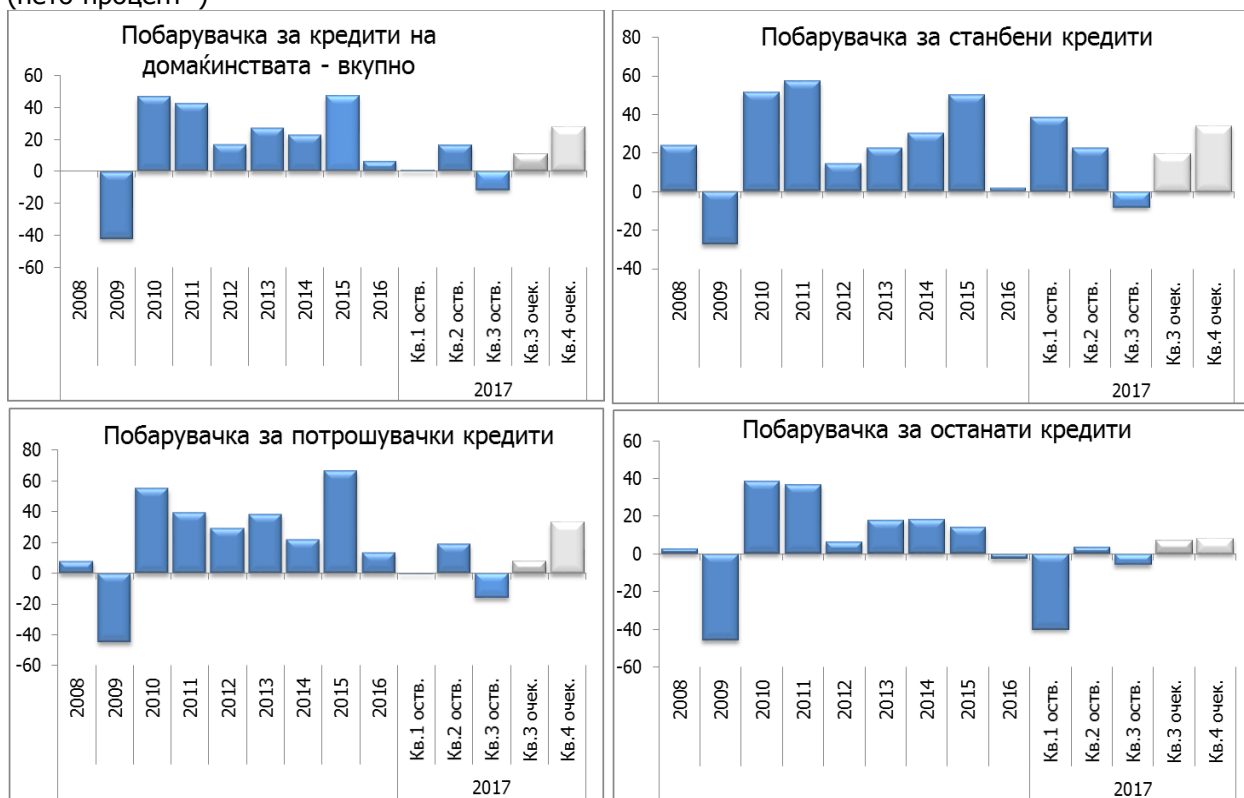 (нето процент*)
Побарувачка за кредити на
домаќинствата - вкупно
60
40
20
0
-20
-40
-60
2008
2009
2010
2011
2012
2013
2014
2015
2016
Кв.1 оств.
Кв.2 оств.
Кв.3 оств.
Кв.3 очек.
Кв.4 очек.
2017
Побарувачка за станбени кредити
80
60
40
20
0
-20
-40
2008
2009
2010
2011
2012
2013
2014
2015
2016
Кв.1 оств.
Кв.2 оств.
Кв.3 оств.
Кв.3 очек.
Кв.4 очек.
2017
Побарувачка за потрошувачки кредити
80
60
40
20
0
-20
-40
-60
2008
2009
2010
2011
2012
2013
2014
2015
2016
Кв.1 оств.
Кв.2 оств.
Кв.3 оств.
Кв.3 очек.
Кв.4 очек.
2017
Побарувачка за останати кредити
60
40
20
0
-20
-40
-60
2008
2009
2010
2011
2012
2013
2014
2015
2016
Кв.1 оств.
Кв.2 оств.
Кв.3 оств.
Кв.3 очек.
Кв.4 очек.
2017